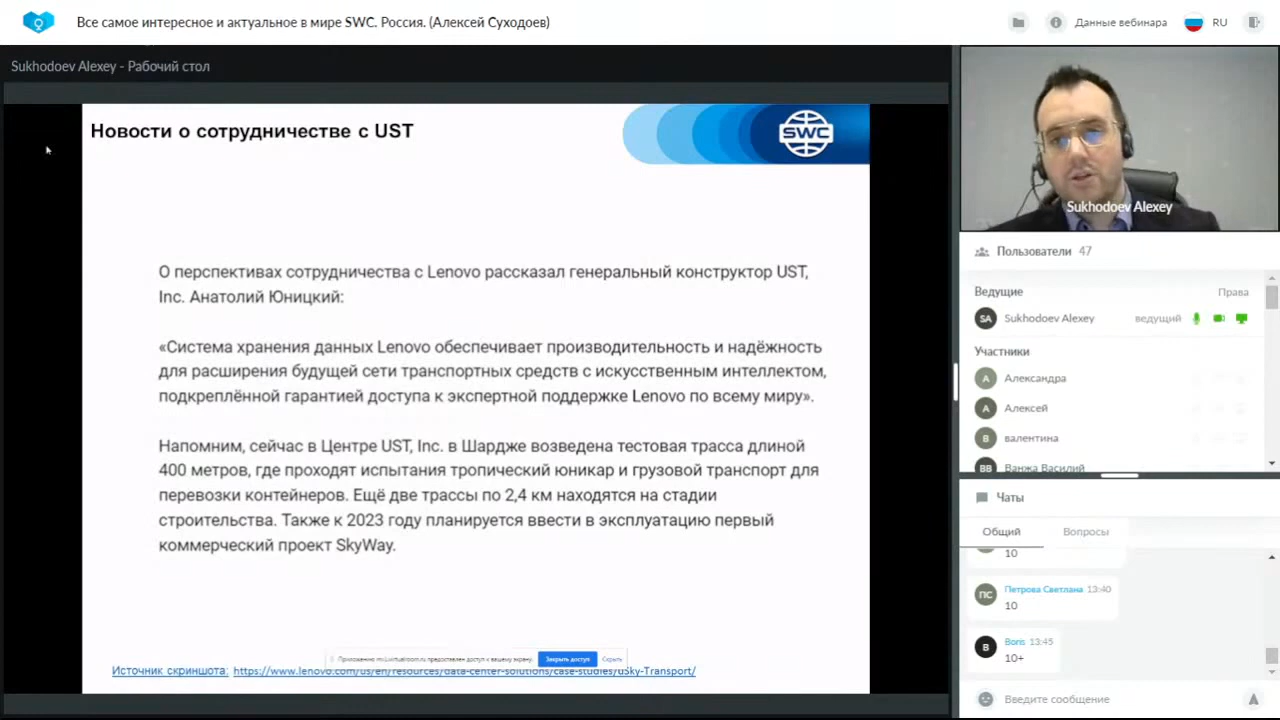 Все самое интересное и актуальное в мире SWC. Россия. (Алексей Суходоев)
Данные вебинара
RU
Sukhodoev Alexey - Рабочий стол
Новости о сотрудничестве с UST
SWC
О перспективах сотрудничества с Lenovo рассказал генеральный конструктор UST,
Inc. Анатолий Юницкий:
«Система хранения данных Lenovo обеспечивает производительность и надёжность
для расширения будущей сети транспортных средств с искусственным интеллектом,
подкреплённой гарантией доступа к экспертной поддержке Lenovo по всему миру».
Напомним, сейчас в Центре UST, Inc. в Шардже возведена тестовая трасса длиной
400 метров, где проходят испытания тропический юникар и грузовой транспорт для
перевозки контейнеров. Ещё две трассы по 2,4 км находятся на стадии
строительства. Также к 2023 году планируется ввести в эксплуатацию первый
коммерческий проект SkyWay.
предоставлен доступ к вашему экрану.
Закрыть доступ
Скрыть
Источник скриншота: https://www.lenovo.com/us/en/resources/data-center-solutions/case-studies/uSky-Transport/
Sukhodoev Alexey
Пользователи 47
Ведущие
Права
SA
Sukhodoev Alexey
ведущий
Участники
А
Александра
А
Алексей
В
валентина
ВВ
Ванжа Василий
Чаты
Общий
Вопросы
10
ПС
Петрова Светлана 13:40
10
B
Boris 13:45
10+
Введите сообщение